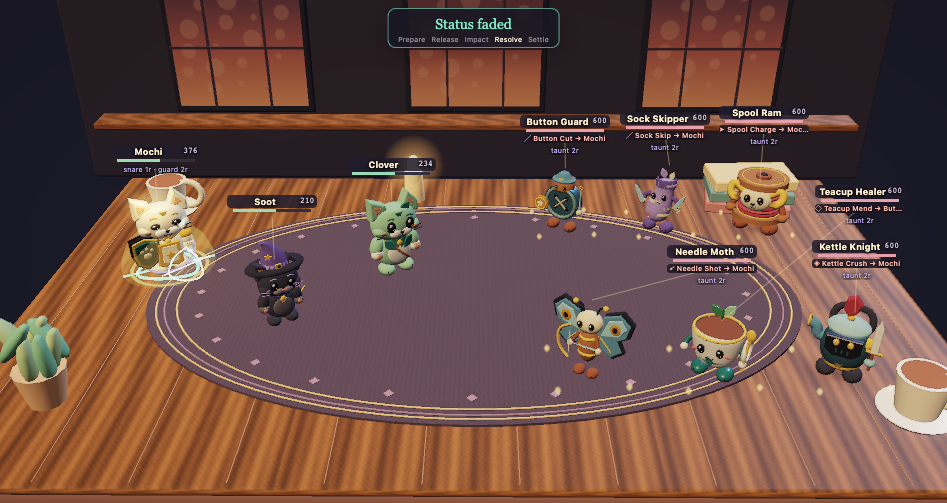 Status faded
Prepare Release Impact Resolve Settle
Mochi 376
snare 1r · guard 2r
Soot 210
Clover 234
Button Guard 600
Button Cut → Mochi
taunt 2r
Sock Skipper 600
Sock Skip → Mochi
taunt 2r
Spool Ram 600
Spool Charge → Moc...
taunt 2r
Teacup Healer 600
Teacup Mend → But...
taunt 2r
Needle Moth 600
Needle Shot → Mochi
taunt 2r
Kettle Knight 600
Kettle Crush → Mochi
taunt 2r